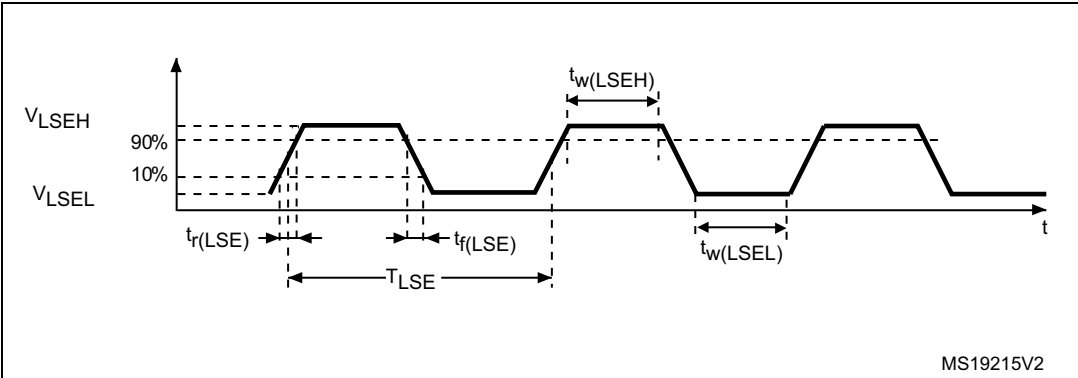 tw(LSEH)
VLSEH
90%
10%
VLSEL
tr(LSE)
tf(LSE)
tw(LSEL)
t
TLSE
MS19215V2